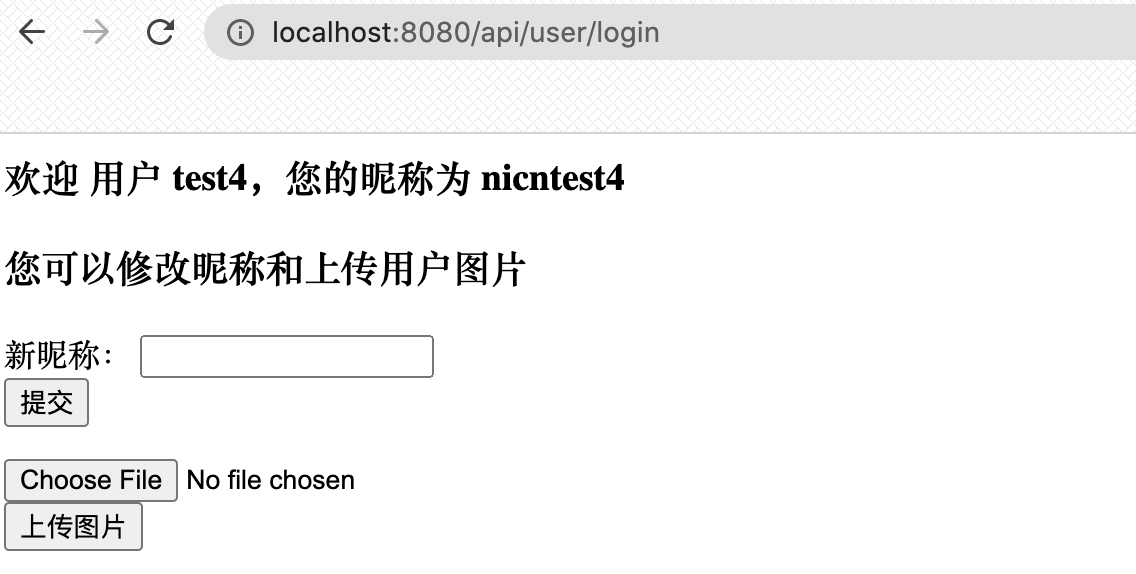 localhost:8080/api/user/login
欢迎 用户 test4，您的昵称为 nicntest4
您可以修改昵称和上传用户图片
新昵称：
提交
Choose File No file chosen
上传图片